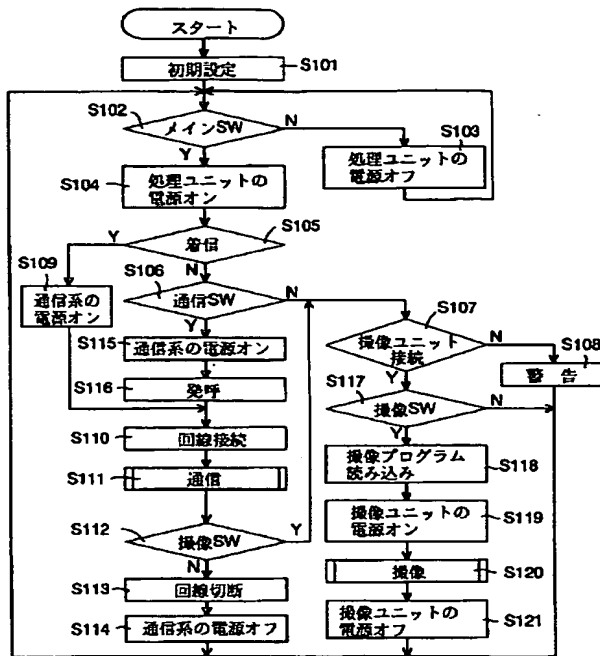 スタート
初期設定
S101
S102
メインSW
N
Y
S103
処理ユニットの
電源オフ
S104
処理ユニットの
電源オン
S105
着信
Y
N
S109
通信系の
電源オン
S106
通信SW
N
Y
S107
撮像ユニット
接続
N
Y
S108
警告
S115
通信系の電源オン
S116
発呼
S117
撮像SW
N
Y
S110
回線接続
S111
通信
S118
撮像プログラム
読み込み
S119
撮像ユニットの
電源オン
S112
撮像SW
Y
N
S120
撮像
S113
回線切断
S121
撮像ユニットの
電源オフ
S114
通信系の電源オフ